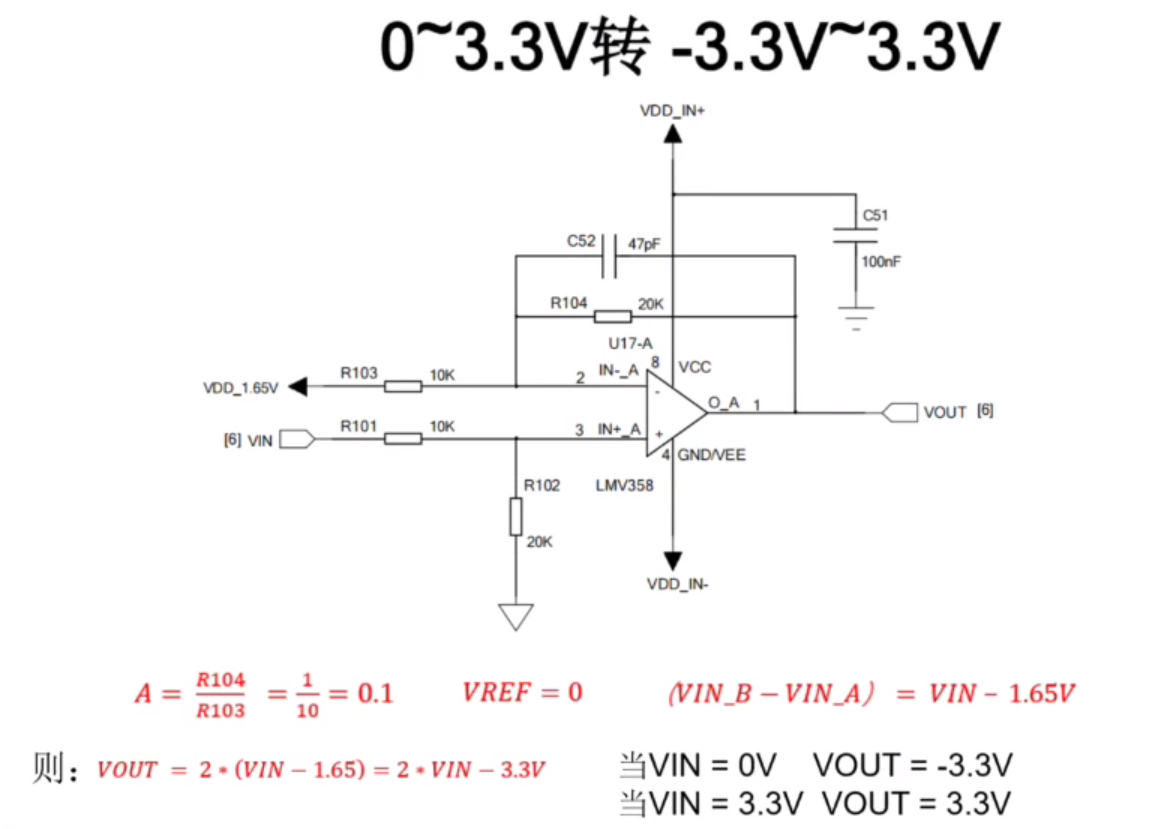 0~3.3V转 -3.3V~3.3V
VDD_IN+
C51
100nF
C52 47pF
R104 20K
U17-A
8 VCC
IN-_A
2
R103 10K
VDD_1.65V
-
O_A 1
VOUT [6]
R101 10K
[6] VIN
3 IN+_A
+
4 GND/VEE
R102
20K
LMV358
VDD_IN-
A = R104/R103 = 1/10 = 0.1 VREF = 0 (VIN_B − VIN_A) = VIN − 1.65V
则：VOUT = 2 * (VIN − 1.65) = 2 * VIN − 3.3V
当VIN = 0V VOUT = -3.3V
当VIN = 3.3V VOUT = 3.3V